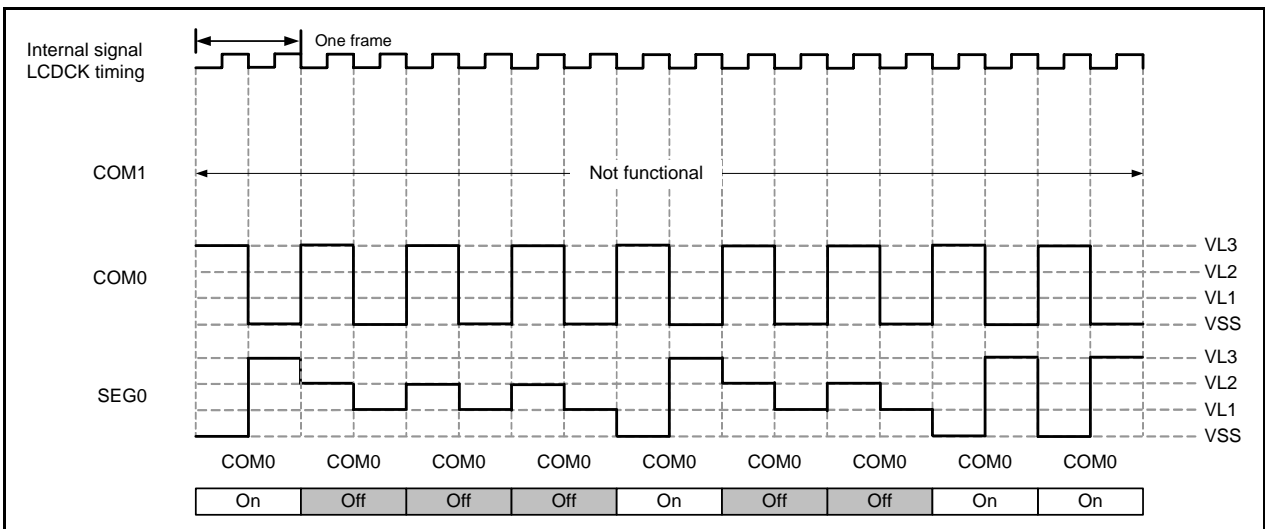 One frame
Internal signal
LCDCK timing
COM1
Not functional
COM0
VL3
VL2
VL1
VSS
SEG0
VL3
VL2
VL1
VSS
COM0 COM0 COM0 COM0 COM0 COM0 COM0 COM0 COM0
On Off Off Off On Off Off On On